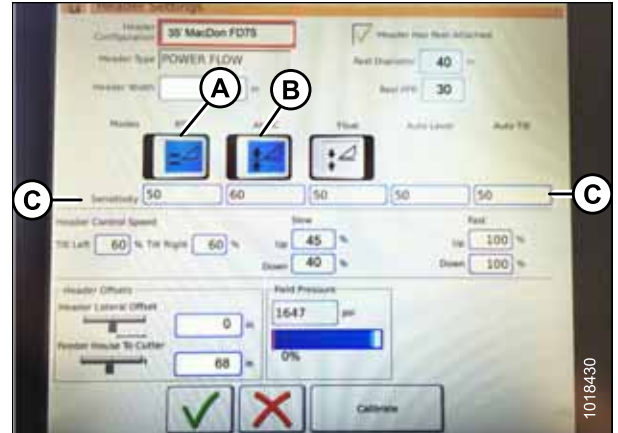 Header Settings
Header Configuration 35' MacDon FD75
Header Has Reel Attached
Header Type POWER FLOW
Reel Diameter 40 in
Header Width in
Reel PPR 30
A B
Modes Float Auto Level Auto Tilt
C Sensitivity 50 60 50 50 50 C
Header Control Speed
Slow Fast
Tilt Left 60 % Tilt Right 60 % Up 45 % Up 100 %
Down 40 % Down 100 %
Header Offsets Field Pressure
Header Lateral Offset
0 in 1647 psi
Feeder House To Cutter
68 in 0%
Calibrate
1018430